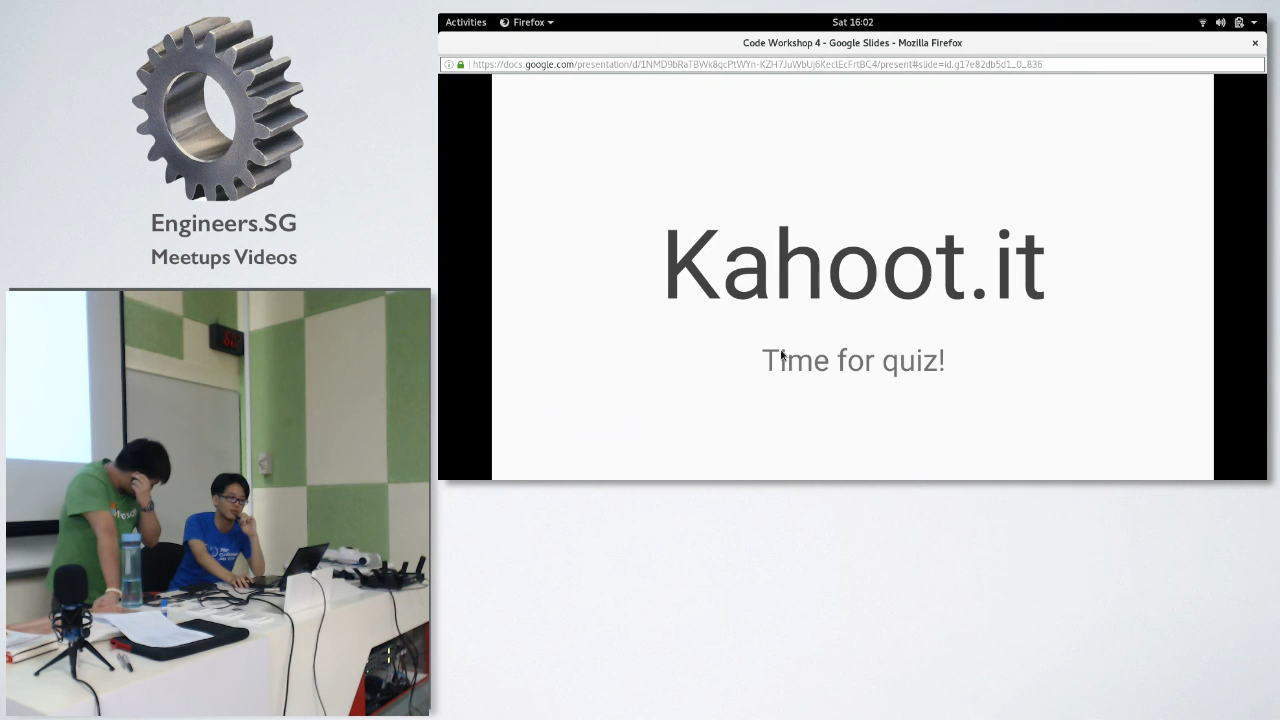 Engineers.SG
Meetups Videos
Activities
Firefox
Sat 16:02
Code Workshop 4 - Google Slides - Mozilla Firefox
Kahoot.it
Time for quiz!